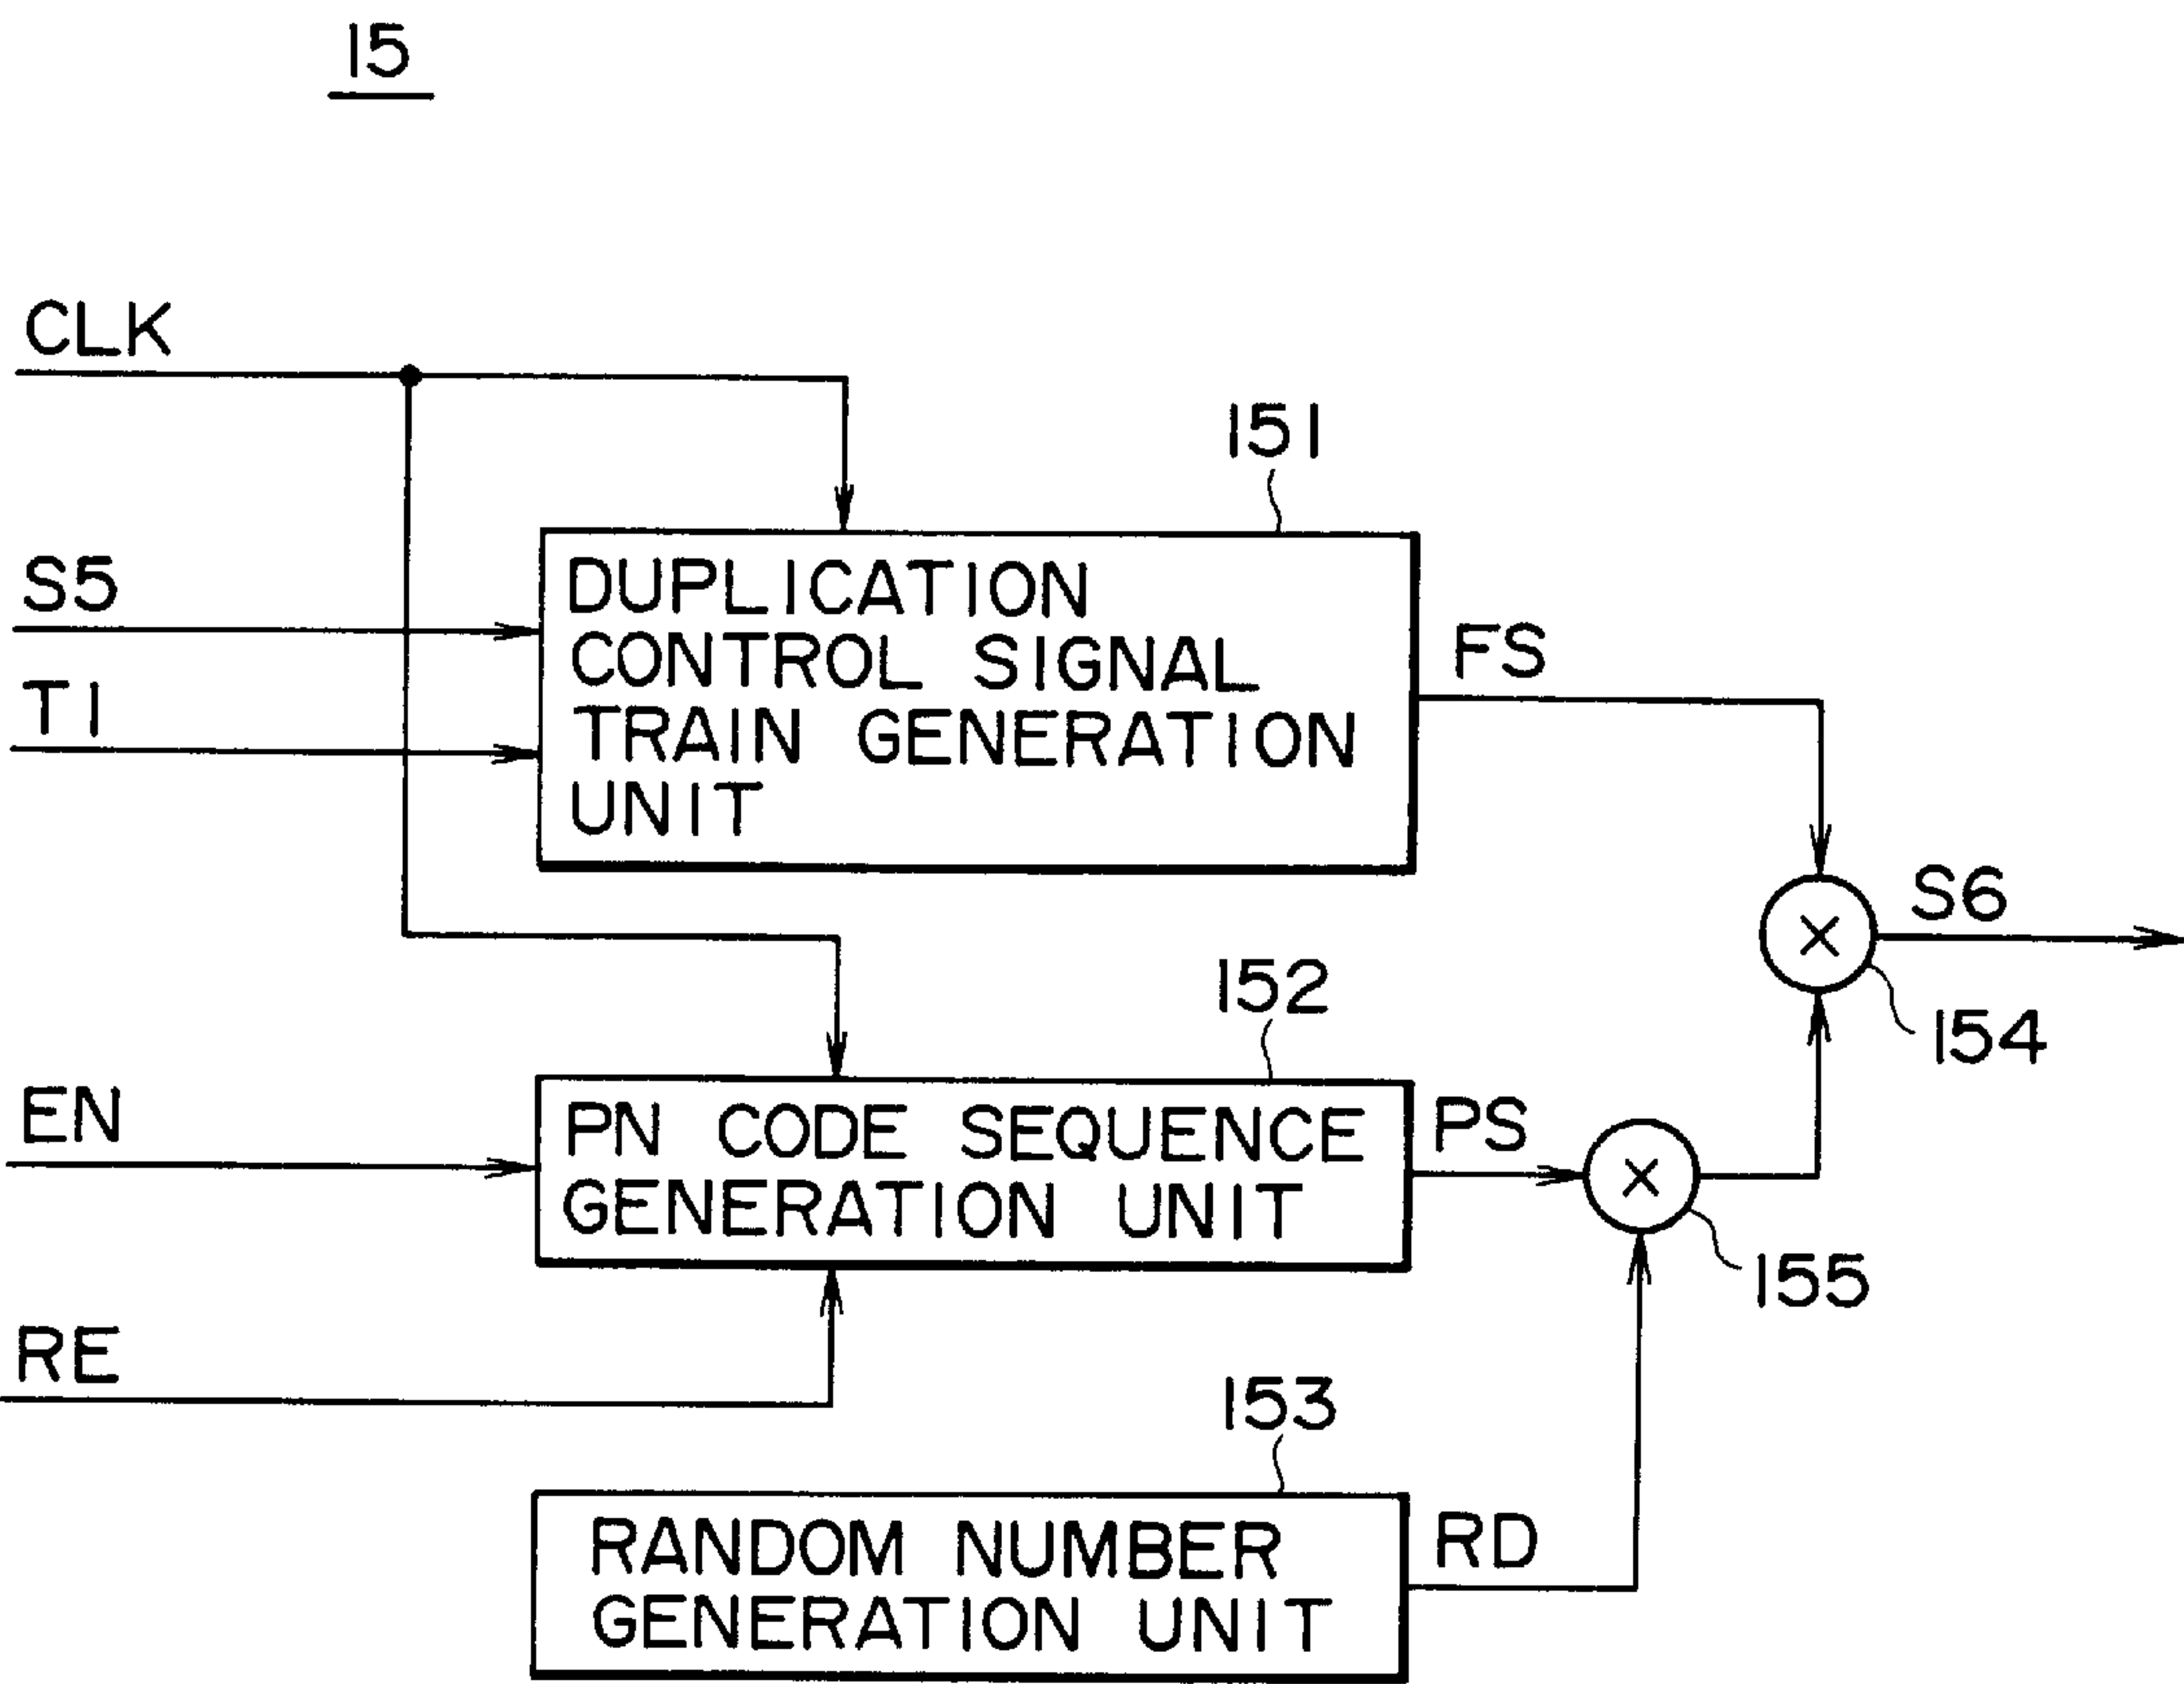 15
CLK
151
S5
DUPLICATION
CONTROL SIGNAL
TRAIN GENERATION
UNIT
T1
FS
S6
154
152
EN
PN CODE SEQUENCE
GENERATION UNIT
PS
155
RE
153
RANDOM NUMBER
GENERATION UNIT
RD